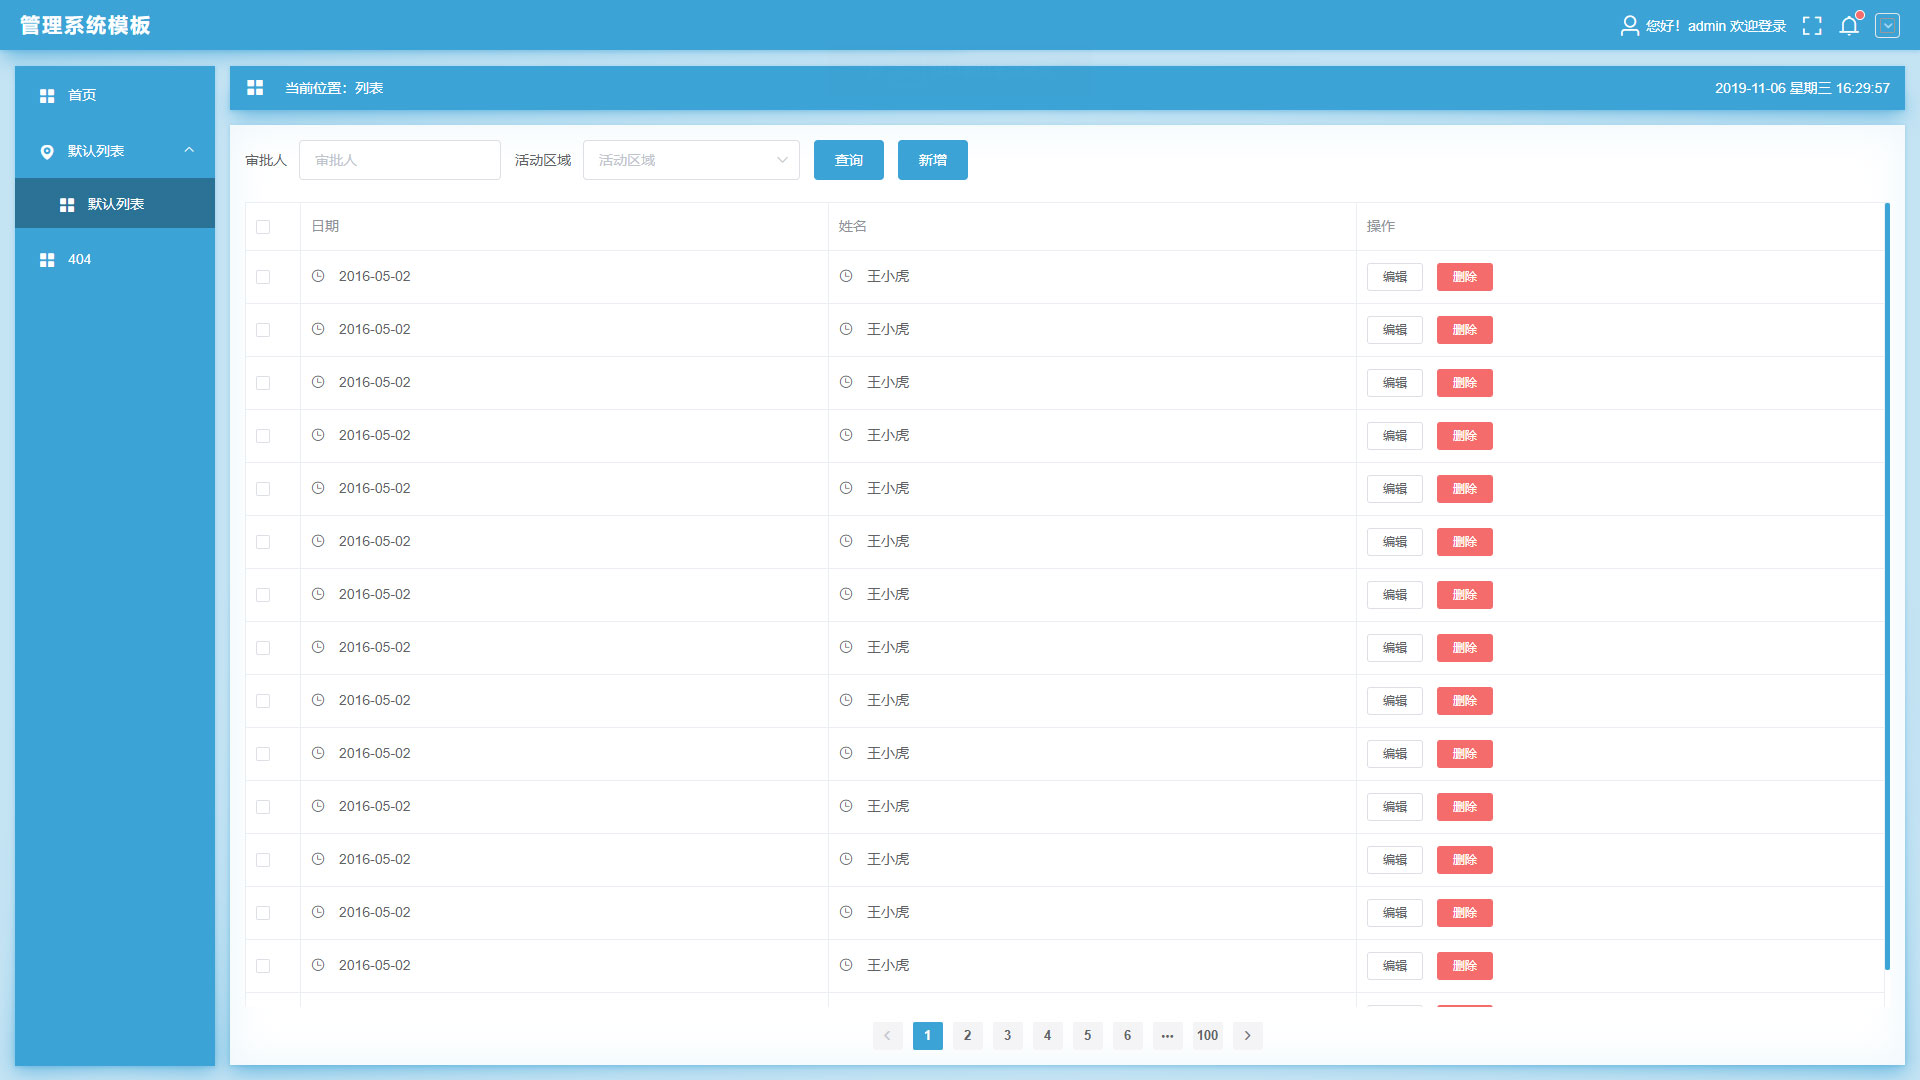 管理系统模板
您好！admin 欢迎登录
首页
默认列表
默认列表
404
当前位置：列表
2019-11-06 星期三 16:29:57
审批人 审批人 活动区域 活动区域 查询 新增
日期 姓名 操作
2016-05-02 王小虎 编辑 删除
2016-05-02 王小虎 编辑 删除
2016-05-02 王小虎 编辑 删除
2016-05-02 王小虎 编辑 删除
2016-05-02 王小虎 编辑 删除
2016-05-02 王小虎 编辑 删除
2016-05-02 王小虎 编辑 删除
2016-05-02 王小虎 编辑 删除
2016-05-02 王小虎 编辑 删除
2016-05-02 王小虎 编辑 删除
2016-05-02 王小虎 编辑 删除
2016-05-02 王小虎 编辑 删除
2016-05-02 王小虎 编辑 删除
2016-05-02 王小虎 编辑 删除
1 2 3 4 5 6 ··· 100